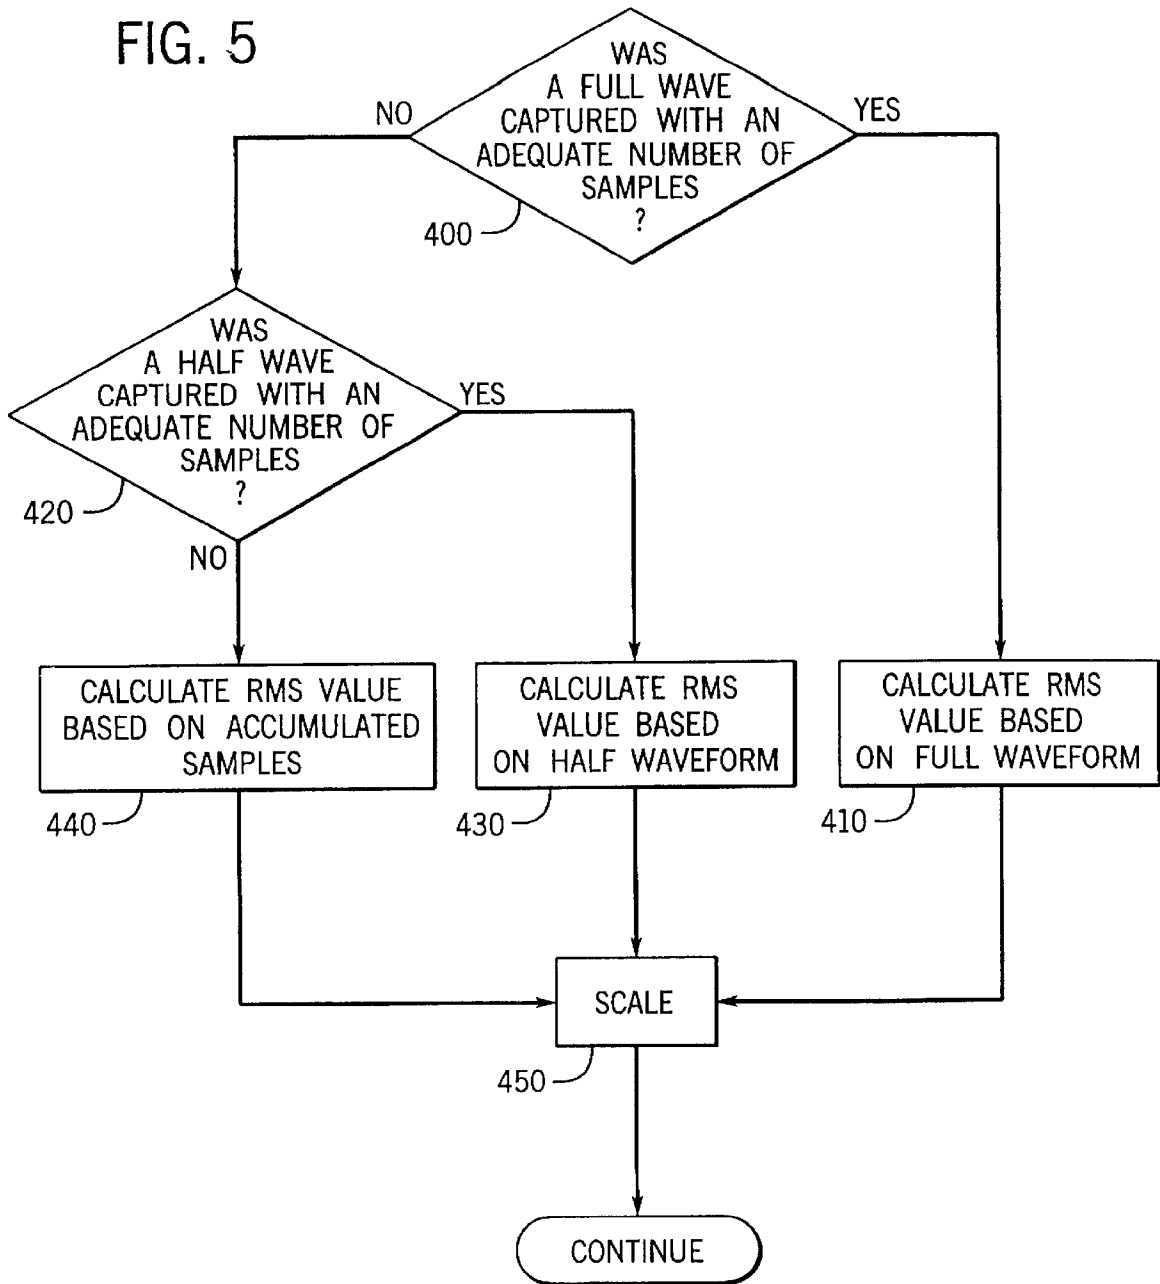 FIG. 5
WAS
A FULL WAVE
CAPTURED WITH AN
ADEQUATE NUMBER OF
SAMPLES
?
NO
YES
400
WAS
A HALF WAVE
CAPTURED WITH AN
ADEQUATE NUMBER OF
SAMPLES
?
YES
420
NO
CALCULATE RMS VALUE
BASED ON ACCUMULATED
SAMPLES
440
CALCULATE RMS
VALUE BASED
ON HALF WAVEFORM
430
CALCULATE RMS
VALUE BASED
ON FULL WAVEFORM
410
SCALE
450
CONTINUE